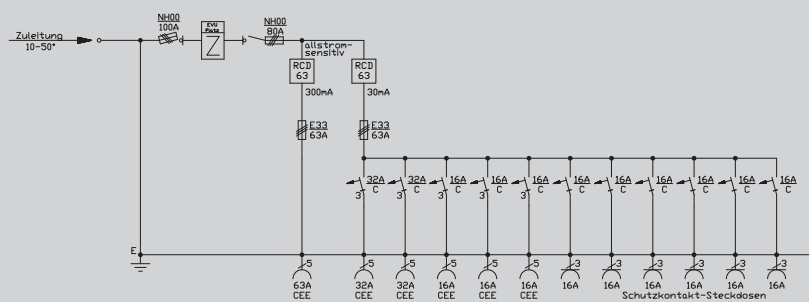 Zuleitung
10-50°
NH00
100A
EVU
Platz
Z
NH00
80A
allstrom-
sensitiv
RCD
63
300mA
RCD
63
30mA
E33
63A
E33
63A
32A
C
3
32A
C
3
16A
C
3
16A
C
3
16A
C
3
16A
C
16A
C
16A
C
16A
C
16A
C
16A
C
E
5
5
5
5
5
5
3
3
3
3
3
3
63A
CEE
32A
CEE
32A
CEE
16A
CEE
16A
CEE
16A
CEE
16A
16A
16A
16A
16A
16A
Schutzkontakt-Steckdosen